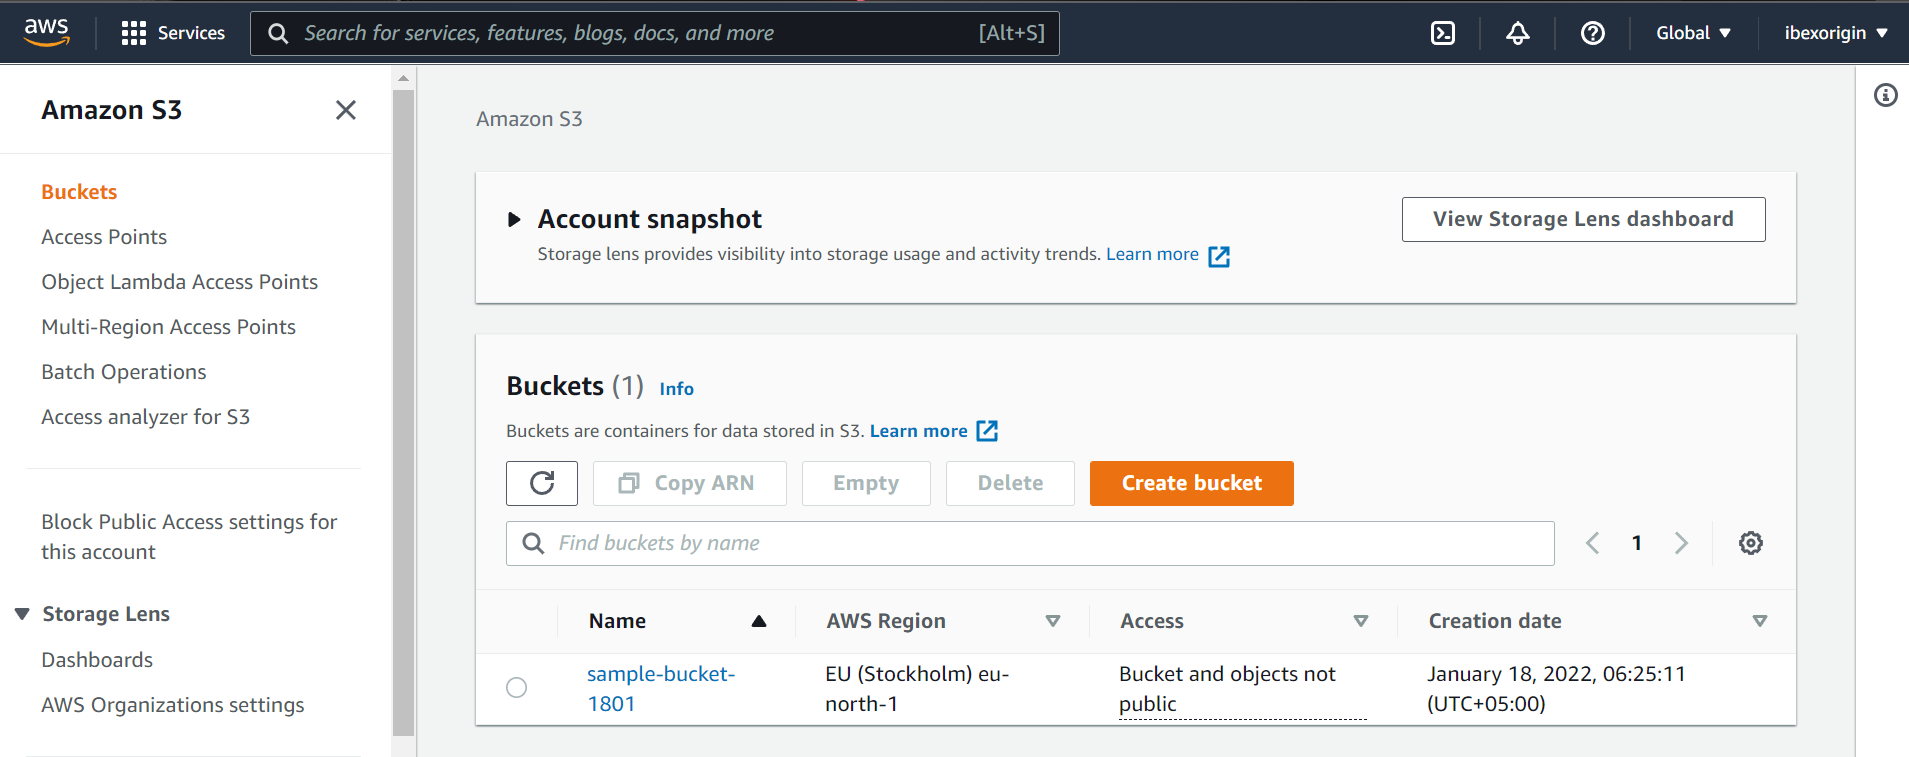 aws
Services
Search for services, features, blogs, docs, and more
[Alt+S]
Global
ibexorigin
Amazon S3
Buckets
Access Points
Object Lambda Access Points
Multi-Region Access Points
Batch Operations
Access analyzer for S3
Block Public Access settings for
this account
Storage Lens
Dashboards
AWS Organizations settings
Amazon S3
Account snapshot
Storage lens provides visibility into storage usage and activity trends. Learn more
View Storage Lens dashboard
Buckets (1) Info
Buckets are containers for data stored in S3. Learn more
Copy ARN
Empty
Delete
Create bucket
Find buckets by name
1
Name
AWS Region
Access
Creation date
sample-bucket-
1801
EU (Stockholm) eu-
north-1
Bucket and objects not
public
January 18, 2022, 06:25:11
(UTC+05:00)